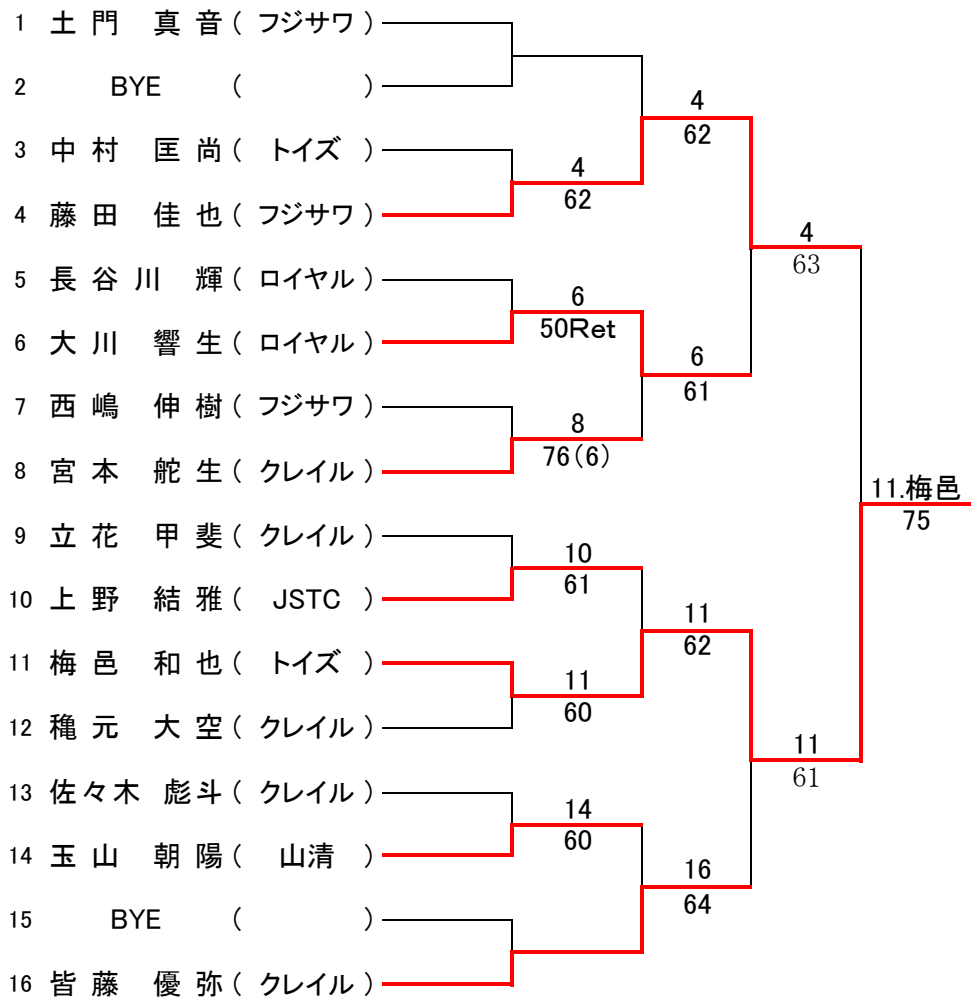 1 土門 真音 ( フジサワ )
2 BYE ( )
4
62
3 中村 匡尚 ( トイズ )
4
62
4 藤田 佳也 ( フジサワ )
4
63
5 長谷川 輝 ( ロイヤル )
6
50Ret
6 大川 響生 ( ロイヤル )
6
61
7 西嶋 伸樹 ( フジサワ )
8
76(6)
8 宮本 舵生 ( クレイル )
11.梅邑
75
9 立花 甲斐 ( クレイル )
10
61
10 上野 結雅 ( JSTC )
11
62
11 梅邑 和也 ( トイズ )
11
60
12 穐元 大空 ( クレイル )
11
61
13 佐々木 彪斗 ( クレイル )
14
60
14 玉山 朝陽 ( 山清 )
16
64
15 BYE ( )
16 皆藤 優弥 ( クレイル )